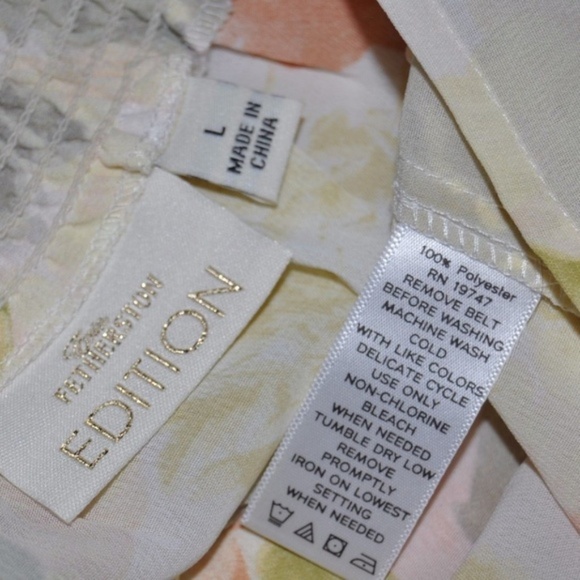 L
MADE IN
CHINA
FETHERSTON
EDITION
100% Polyester
RN 19747
REMOVE BELT
BEFORE WASHING
MACHINE WASH
COLD
WITH LIKE COLORS
DELICATE CYCLE
USE ONLY
NON-CHLORINE
BLEACH
WHEN NEEDED
TUMBLE DRY LOW
REMOVE
PROMPTLY
IRON ON LOWEST
SETTING
WHEN NEEDED